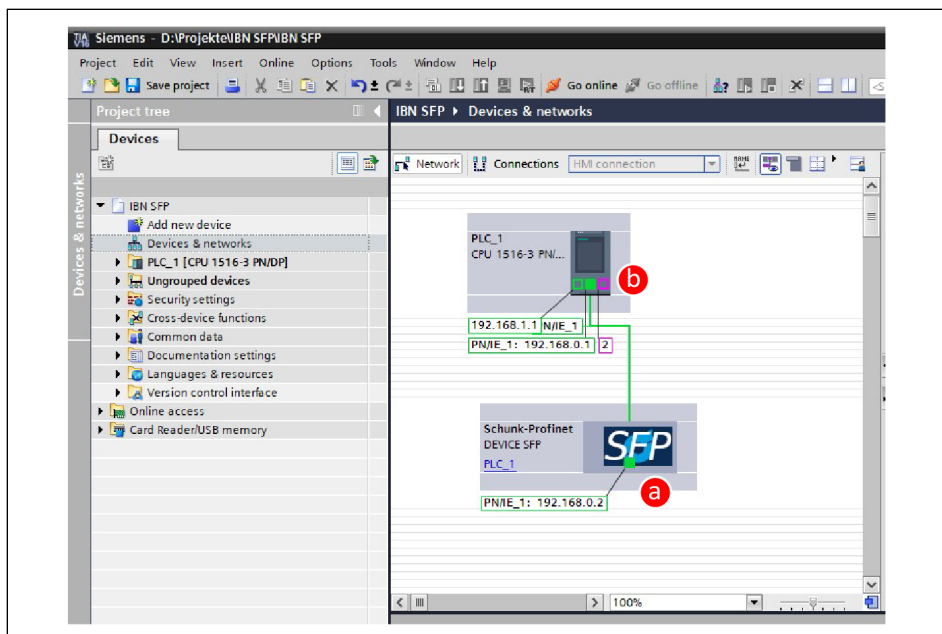 TIA V16 Siemens - D:\Projekte\IBN SFP\IBN SFP
Project Edit View Insert Online Options Tools Window Help
Save project Go online Go offline
Project tree
IBN SFP Devices & networks
Devices
Network Connections HMI connection
Devices & networks
IBN SFP
Add new device
Devices & networks
PLC_1 [CPU 1516-3 PN/DP]
Ungrouped devices
Security settings
Cross-device functions
Common data
Documentation settings
Languages & resources
Version control interface
Online access
Card Reader/USB memory
PLC_1
CPU 1516-3 PN/...
b
192.168.1.1 N/IE_1
PN/IE_1: 192.168.0.1 2
Schunk-Profinet
DEVICE SFP
PLC_1
SFP
a
PN/IE_1: 192.168.0.2
100%